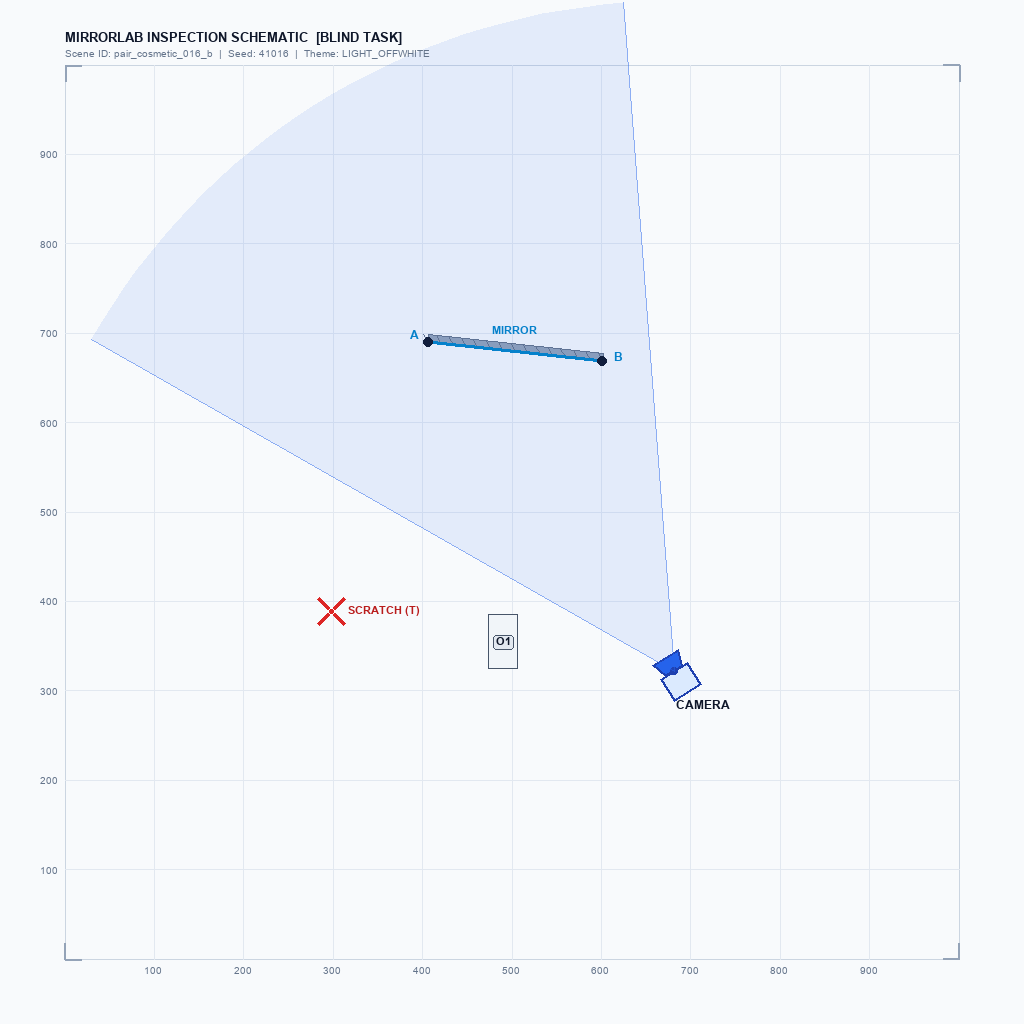 MIRRORLAB INSPECTION SCHEMATIC [BLIND TASK]
Scene ID: pair_cosmetic_016_b | Seed: 41016 | Theme: LIGHT_OFFWHITE
900
800
700
600
500
400
300
200
100
A
MIRROR
B
SCRATCH (T)
O1
CAMERA
100 200 300 400 500 600 700 800 900